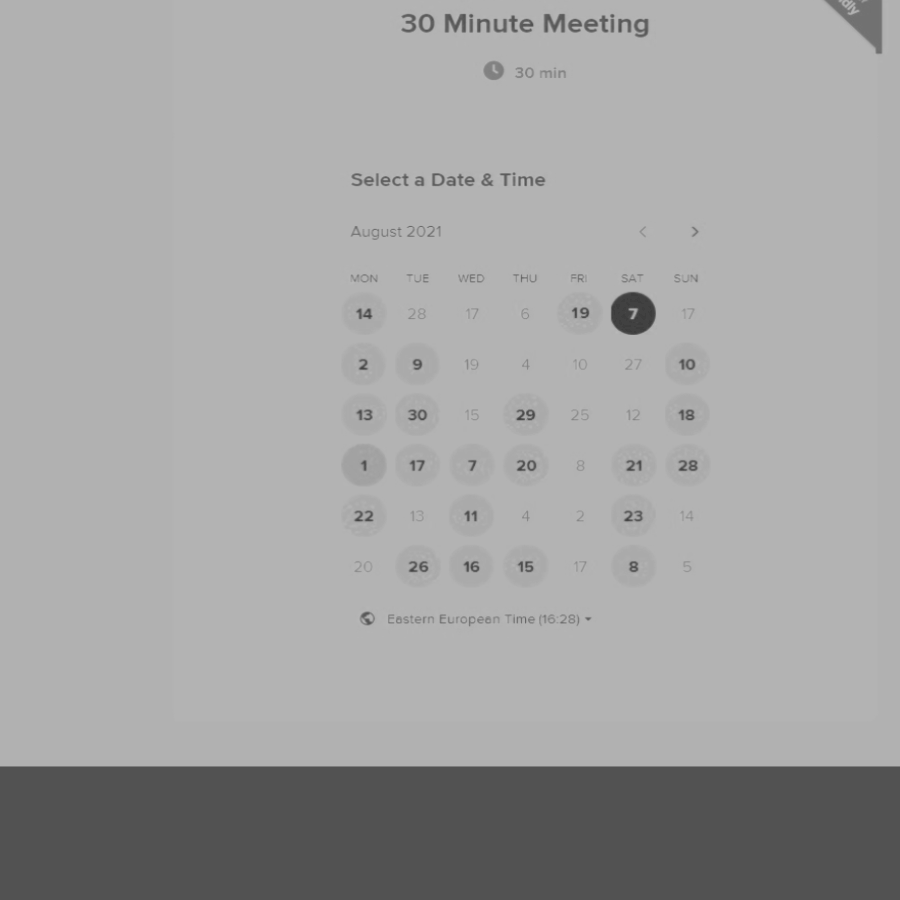 30 Minute Meeting
30 min
Select a Date & Time
August 2021
MON TUE WED THU FRI SAT SUN
14 28 17 6 19 7 17
2 9 19 4 10 27 10
13 30 15 29 25 12 18
1 17 7 20 8 21 28
22 13 11 4 2 23 14
20 26 16 15 17 8 5
Eastern European Time (16:28)